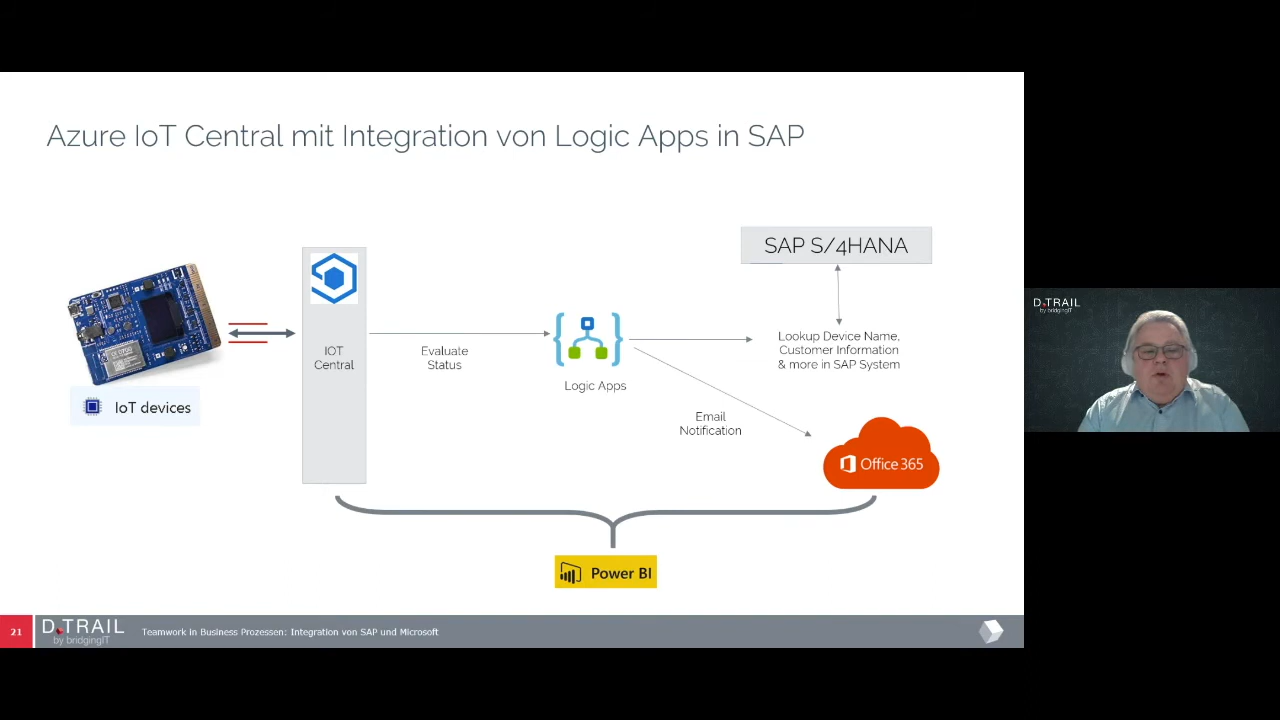 Azure IoT Central mit Integration von Logic Apps in SAP
SAP S/4HANA
IOT
Central
Evaluate
Status
Logic Apps
Lookup Device Name,
Customer Information
& more in SAP System
IoT devices
Email
Notification
Office 365
Power BI
21
D TRAIL
by bridgingIT
Teamwork in Business Prozessen: Integration von SAP und Microsoft
D TRAIL
by bridgingIT